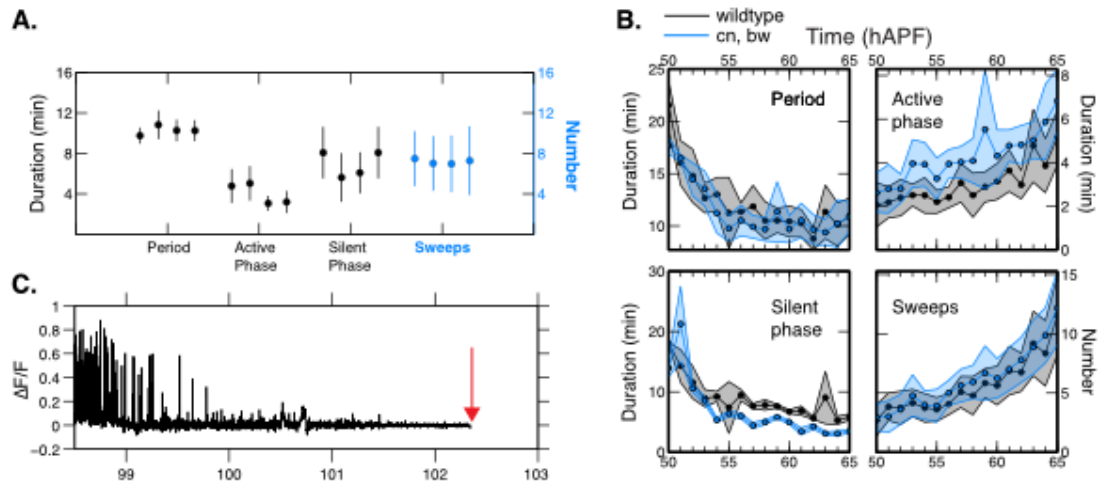 A.
16
12
8
4
Duration (min)
16
12
8
4
Number
Period
Active
Phase
Silent
Phase
Sweeps
C.
1
0.8
0.6
0.4
0.2
0
−0.2
ΔF/F
99
100
101
102
103
B.
wildtype
cn, bw
Time (hAPF)
50
55
60
65
50
55
60
65
25
20
15
10
Duration (min)
Period
Active
phase
8
6
4
2
0
Duration (min)
30
20
10
0
Duration (min)
Silent
phase
Sweeps
15
10
5
0
Number
50
55
60
65
50
55
60
65